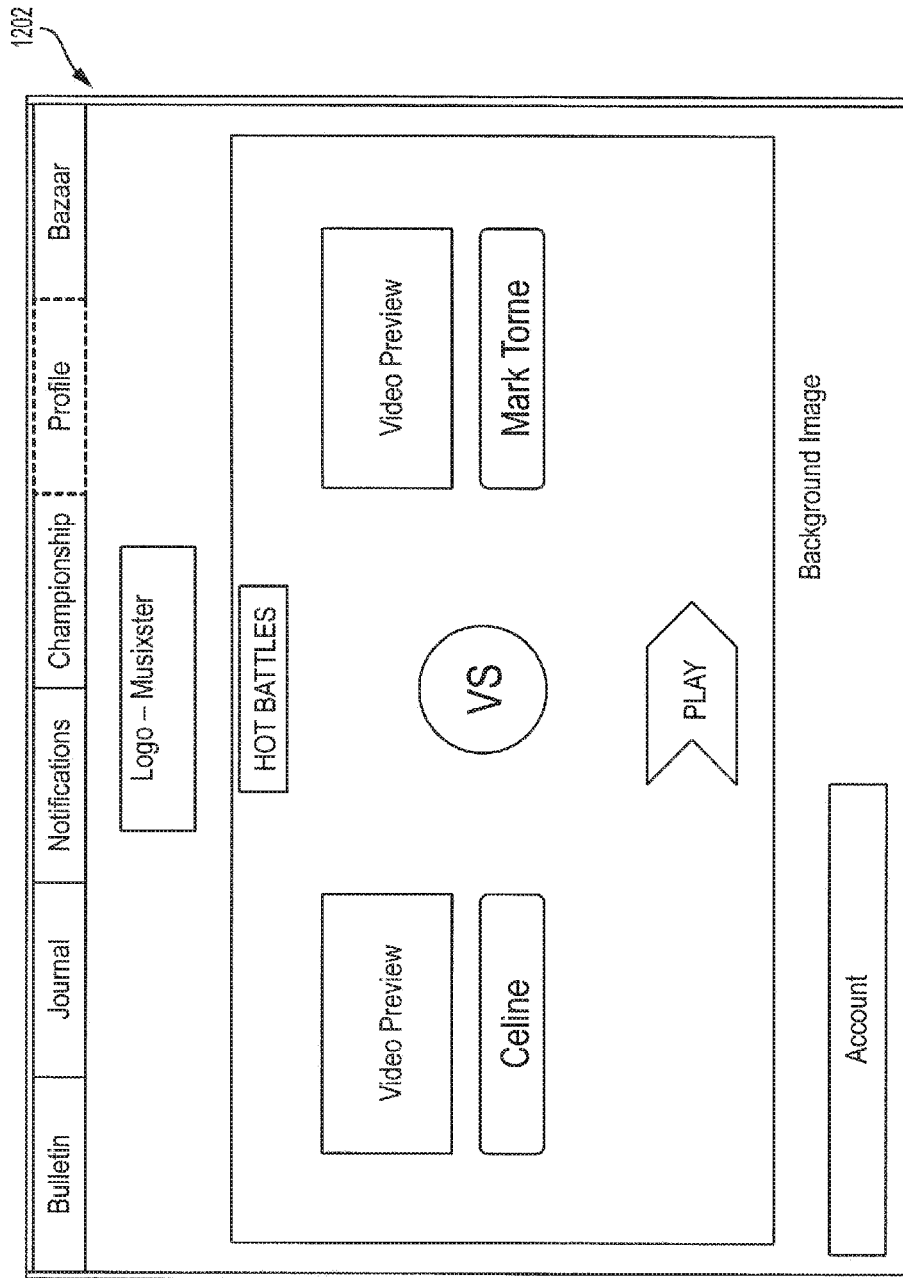 1202
Bulletin Journal Notifications Championship Profile Bazaar
Logo – Musixster
HOT BATTLES
Video Preview Video Preview
VS
Celine Mark Torne
PLAY
Background Image
Account